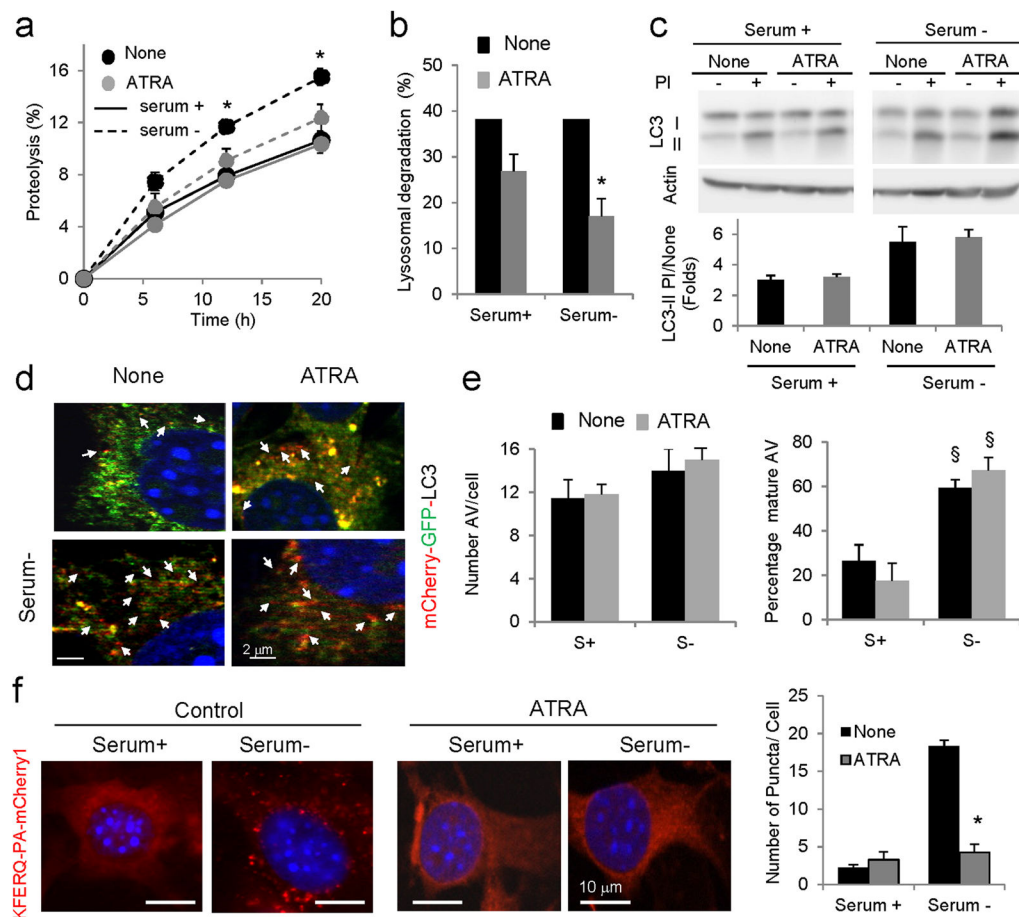 a
None
ATRA
serum +
serum -
*
*
16
12
8
4
0
Proteolysis (%)
0
5
10
15
20
Time (h)
b
None
ATRA
50
40
30
20
10
0
Lysosomal degradation (%)
*
Serum+
Serum-
c
Serum +
Serum -
None
ATRA
None
ATRA
PI
-
+
-
+
-
+
-
+
LC3
I
II
Actin
LC3-II PI/None
(Folds)
6
4
2
0
None
ATRA
None
ATRA
Serum +
Serum -
d
None
ATRA
Serum-
2 μm
mCherry-GFP-LC3
e
None
ATRA
16
12
8
4
0
Number AV/cell
S+
S-
80
60
40
20
0
Percentage mature AV
§
§
S+
S-
f
Control
ATRA
Serum+
Serum-
Serum+
Serum-
KFERQ-PA-mCherry1
10 μm
25
20
15
10
5
0
Number of Puncta/ Cell
None
ATRA
*
Serum +
Serum -